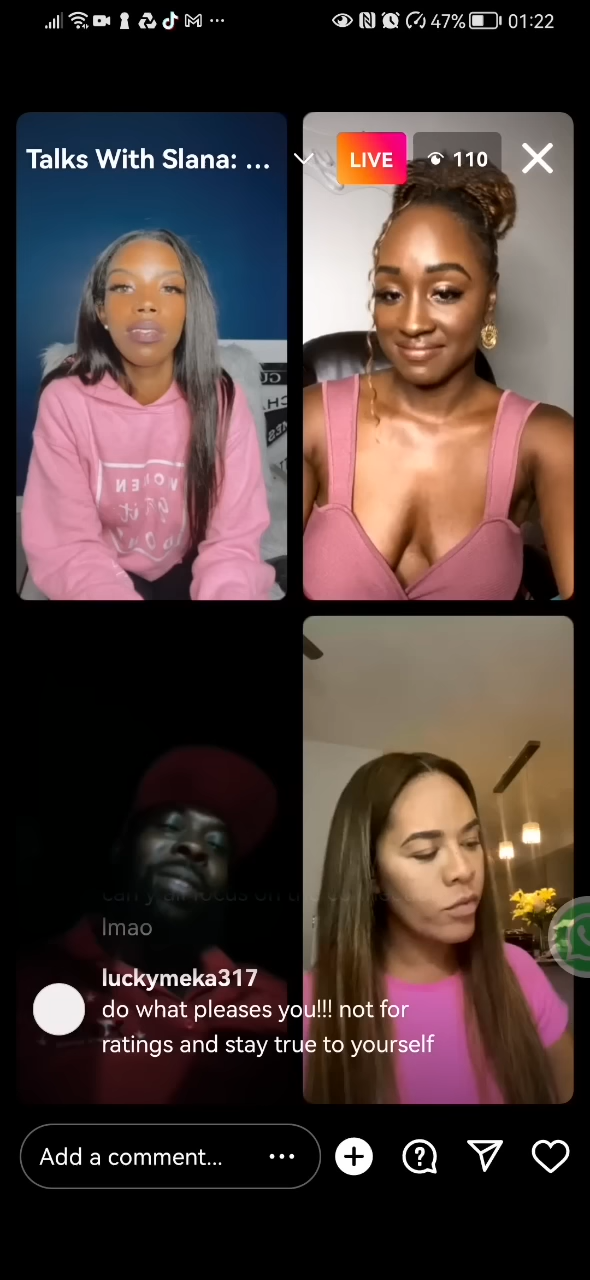 47% 01:22
Talks With Slana: ... LIVE 110
WOMEN
lmao
luckymeka317
do what pleases you!!! not for
ratings and stay true to yourself
Add a comment...